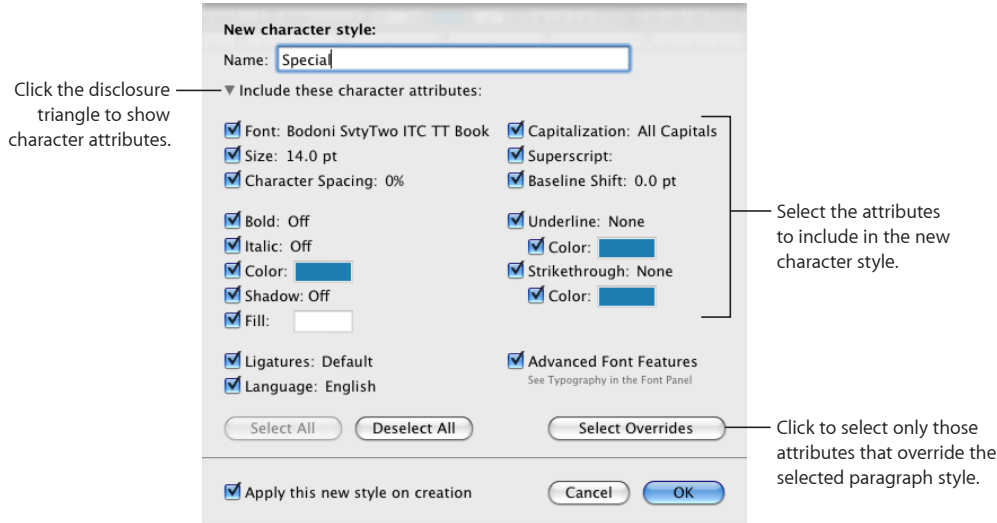 New character style:
Name: Special
Click the disclosure
triangle to show
character attributes.
Include these character attributes:
Font: Bodoni SvtyTwo ITC TT Book
Size: 14.0 pt
Character Spacing: 0%
Capitalization: All Capitals
Superscript:
Baseline Shift: 0.0 pt
Bold: Off
Italic: Off
Color:
Shadow: Off
Fill:
Underline: None
Color:
Strikethrough: None
Color:
Select the attributes
to include in the new
character style.
Ligatures: Default
Language: English
Advanced Font Features
See Typography in the Font Panel
Select All
Deselect All
Select Overrides
Click to select only those
attributes that override the
selected paragraph style.
Apply this new style on creation
Cancel
OK